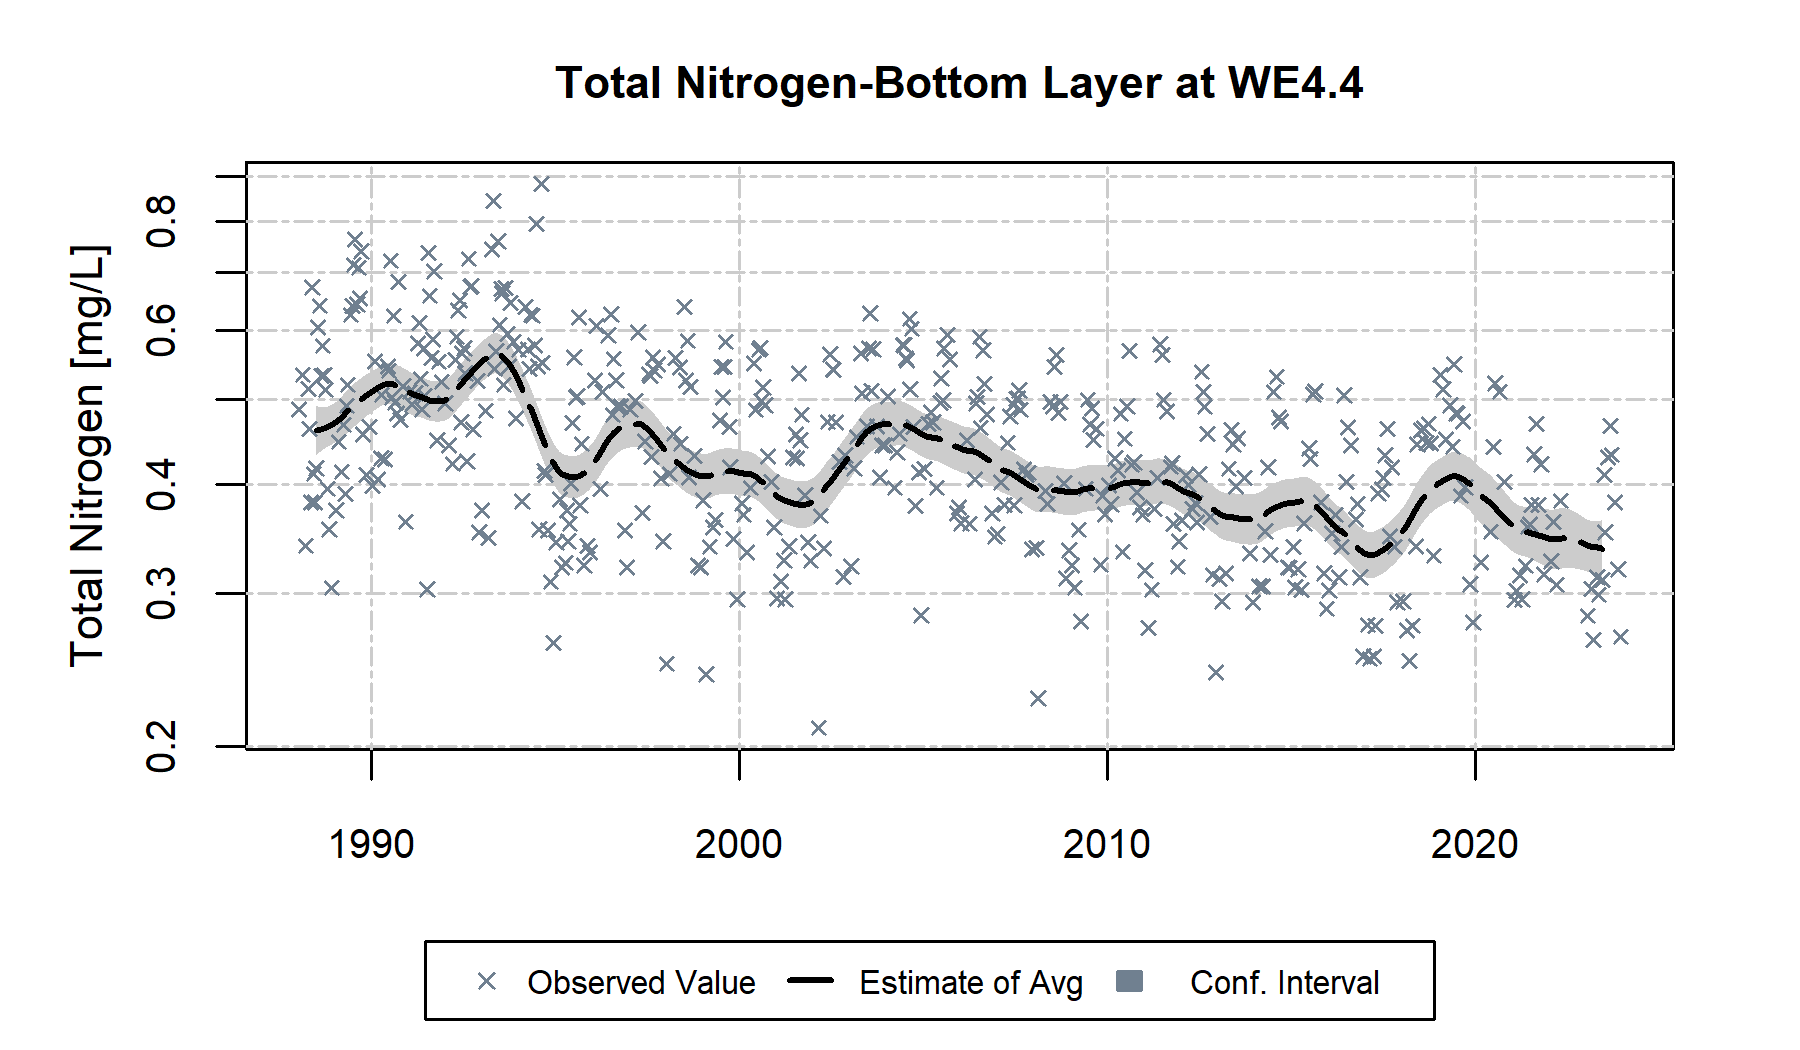 Total Nitrogen-Bottom Layer at WE4.4
Total Nitrogen [mg/L]
0.8
0.6
0.4
0.3
0.2
1990 2000 2010 2020
Observed Value Estimate of Avg Conf. Interval